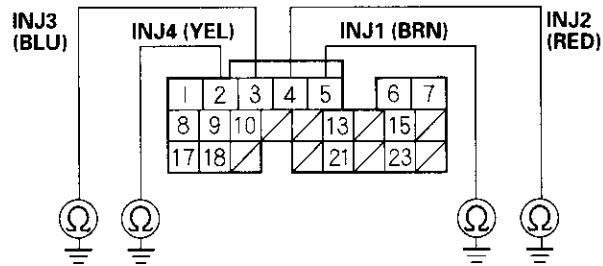 INJ3
(BLU)
INJ4 (YEL)
INJ1 (BRN)
INJ2
(RED)
1 2 3 4 5 6 7
8 9 10 13 15
17 18 21 23
Ω Ω Ω Ω